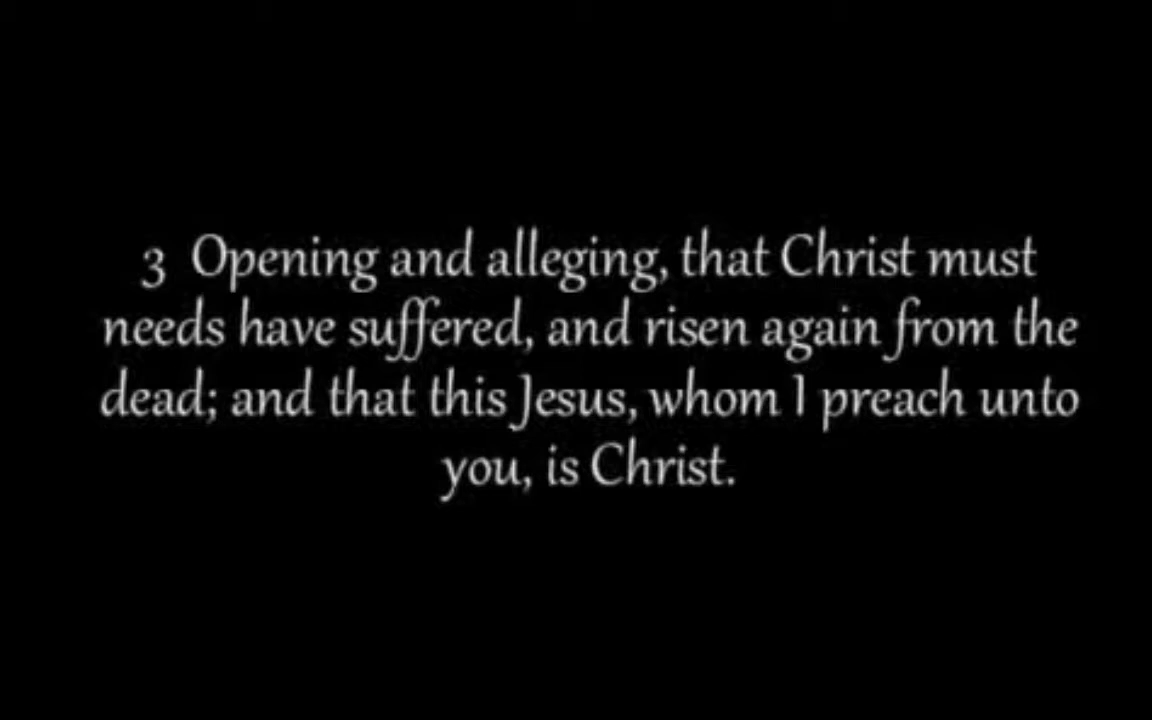 3 Opening and alleging, that Christ must
needs have suffered, and risen again from the
dead; and that this Jesus, whom I preach unto
you, is Christ.